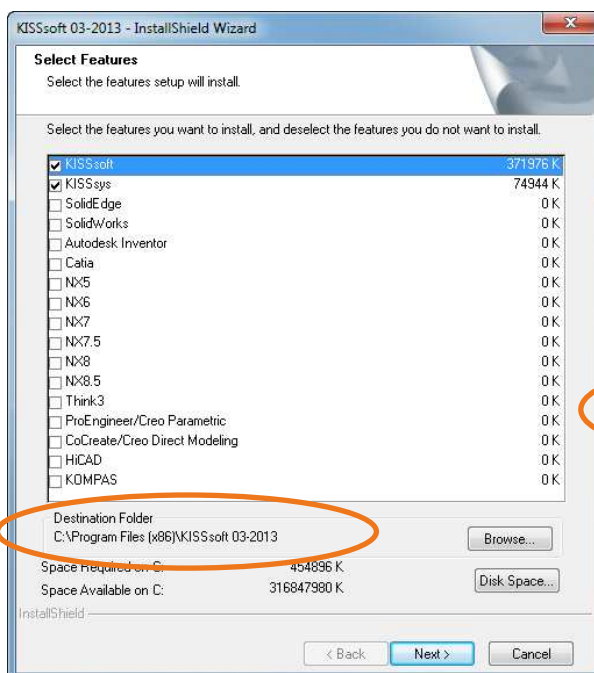 KISSsoft 03-2013 - InstallShield Wizard
Select Features
Select the features setup will install.
Select the features you want to install, and deselect the features you do not want to install.
KISSsoft 371976 K
KISSsys 74944 K
SolidEdge 0 K
SolidWorks 0 K
Autodesk Inventor 0 K
Catia 0 K
NX5 0 K
NX6 0 K
NX7 0 K
NX7.5 0 K
NX8 0 K
NX8.5 0 K
Think3 0 K
ProEngineer/Creo Parametric 0 K
CoCreate/Creo Direct Modeling 0 K
HiCAD 0 K
KOMPAS 0 K
Destination Folder
C:\Program Files (x86)\KISSsoft 03-2013
Browse...
Space Required on C: 454896 K
Space Available on C: 316847980 K
Disk Space...
InstallShield
< Back Next > Cancel